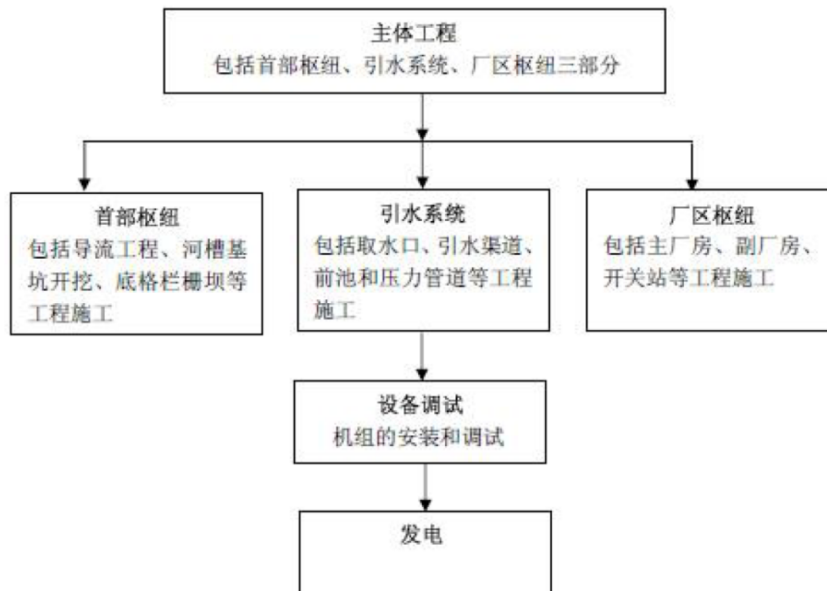 主体工程
包括首部枢纽、引水系统、厂区枢纽三部分
首部枢纽
包括导流工程、河槽基
坑开挖、底格栏栅坝等
工程施工
引水系统
包括取水口、引水渠道、
前池和压力管道等工程
施工
厂区枢纽
包括主厂房、副厂房、
开关站等工程施工
设备调试
机组的安装和调试
发电